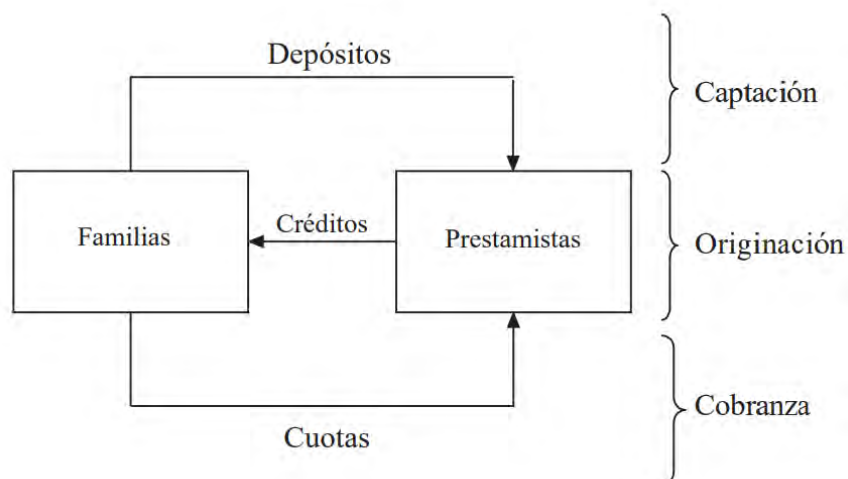 Depósitos
Captación
Familias
Créditos
Prestamistas
Originación
Cuotas
Cobranza